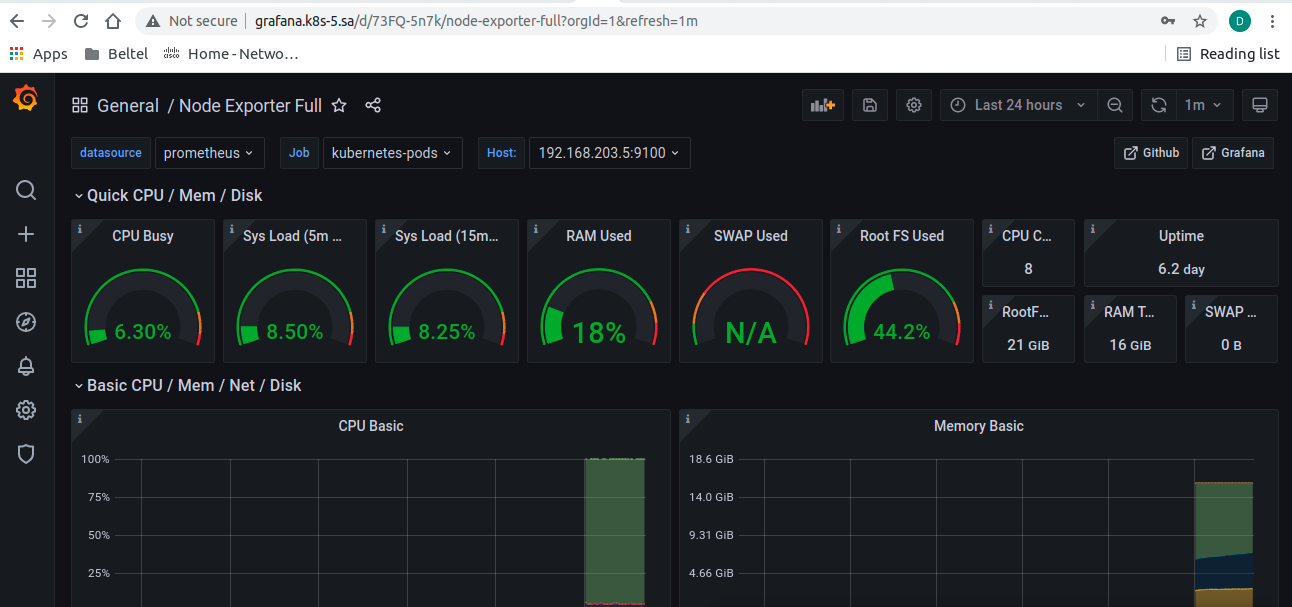 Not secure grafana.k8s-5.sa/d/73FQ-5n7k/node-exporter-full?orgId=1&refresh=1m D
Apps Beltel cisco Home - Netwo… Reading list
General / Node Exporter Full Last 24 hours 1m
datasource prometheus Job kubernetes-pods Host: 192.168.203.5:9100 Github Grafana
Quick CPU / Mem / Disk
CPU Busy Sys Load (5m ... Sys Load (15m... RAM Used SWAP Used Root FS Used CPU C... Uptime
8 6.2 day
RootF... RAM T... SWAP ...
6.30% 8.50% 8.25% 18% N/A 44.2% 21 GiB 16 GiB 0 B
Basic CPU / Mem / Net / Disk
CPU Basic Memory Basic
100% 18.6 GiB
75% 14.0 GiB
50% 9.31 GiB
25% 4.66 GiB